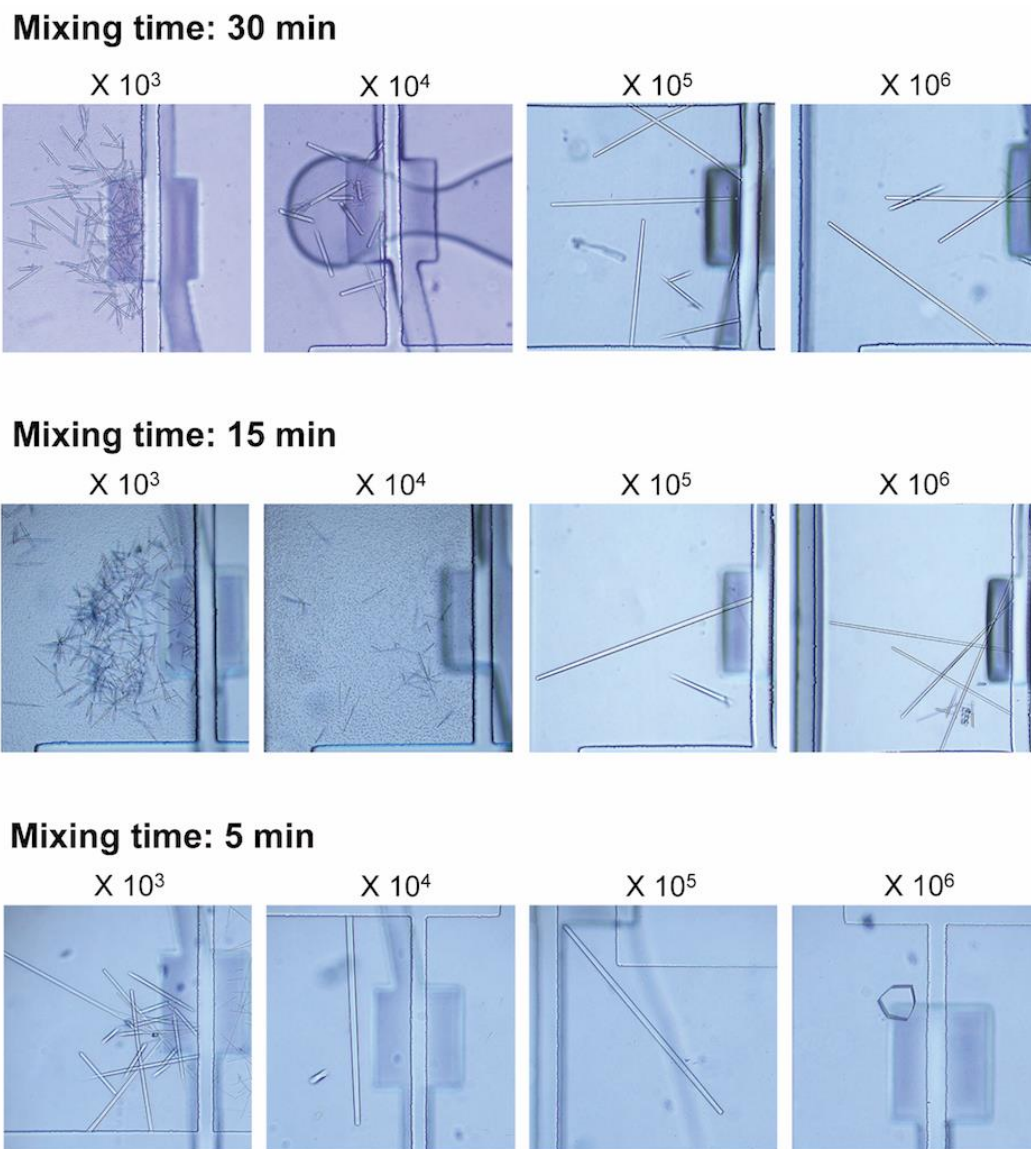 Mixing time: 30 min
X 10³ X 10⁴ X 10⁵ X 10⁶
Mixing time: 15 min
X 10³ X 10⁴ X 10⁵ X 10⁶
Mixing time: 5 min
X 10³ X 10⁴ X 10⁵ X 10⁶